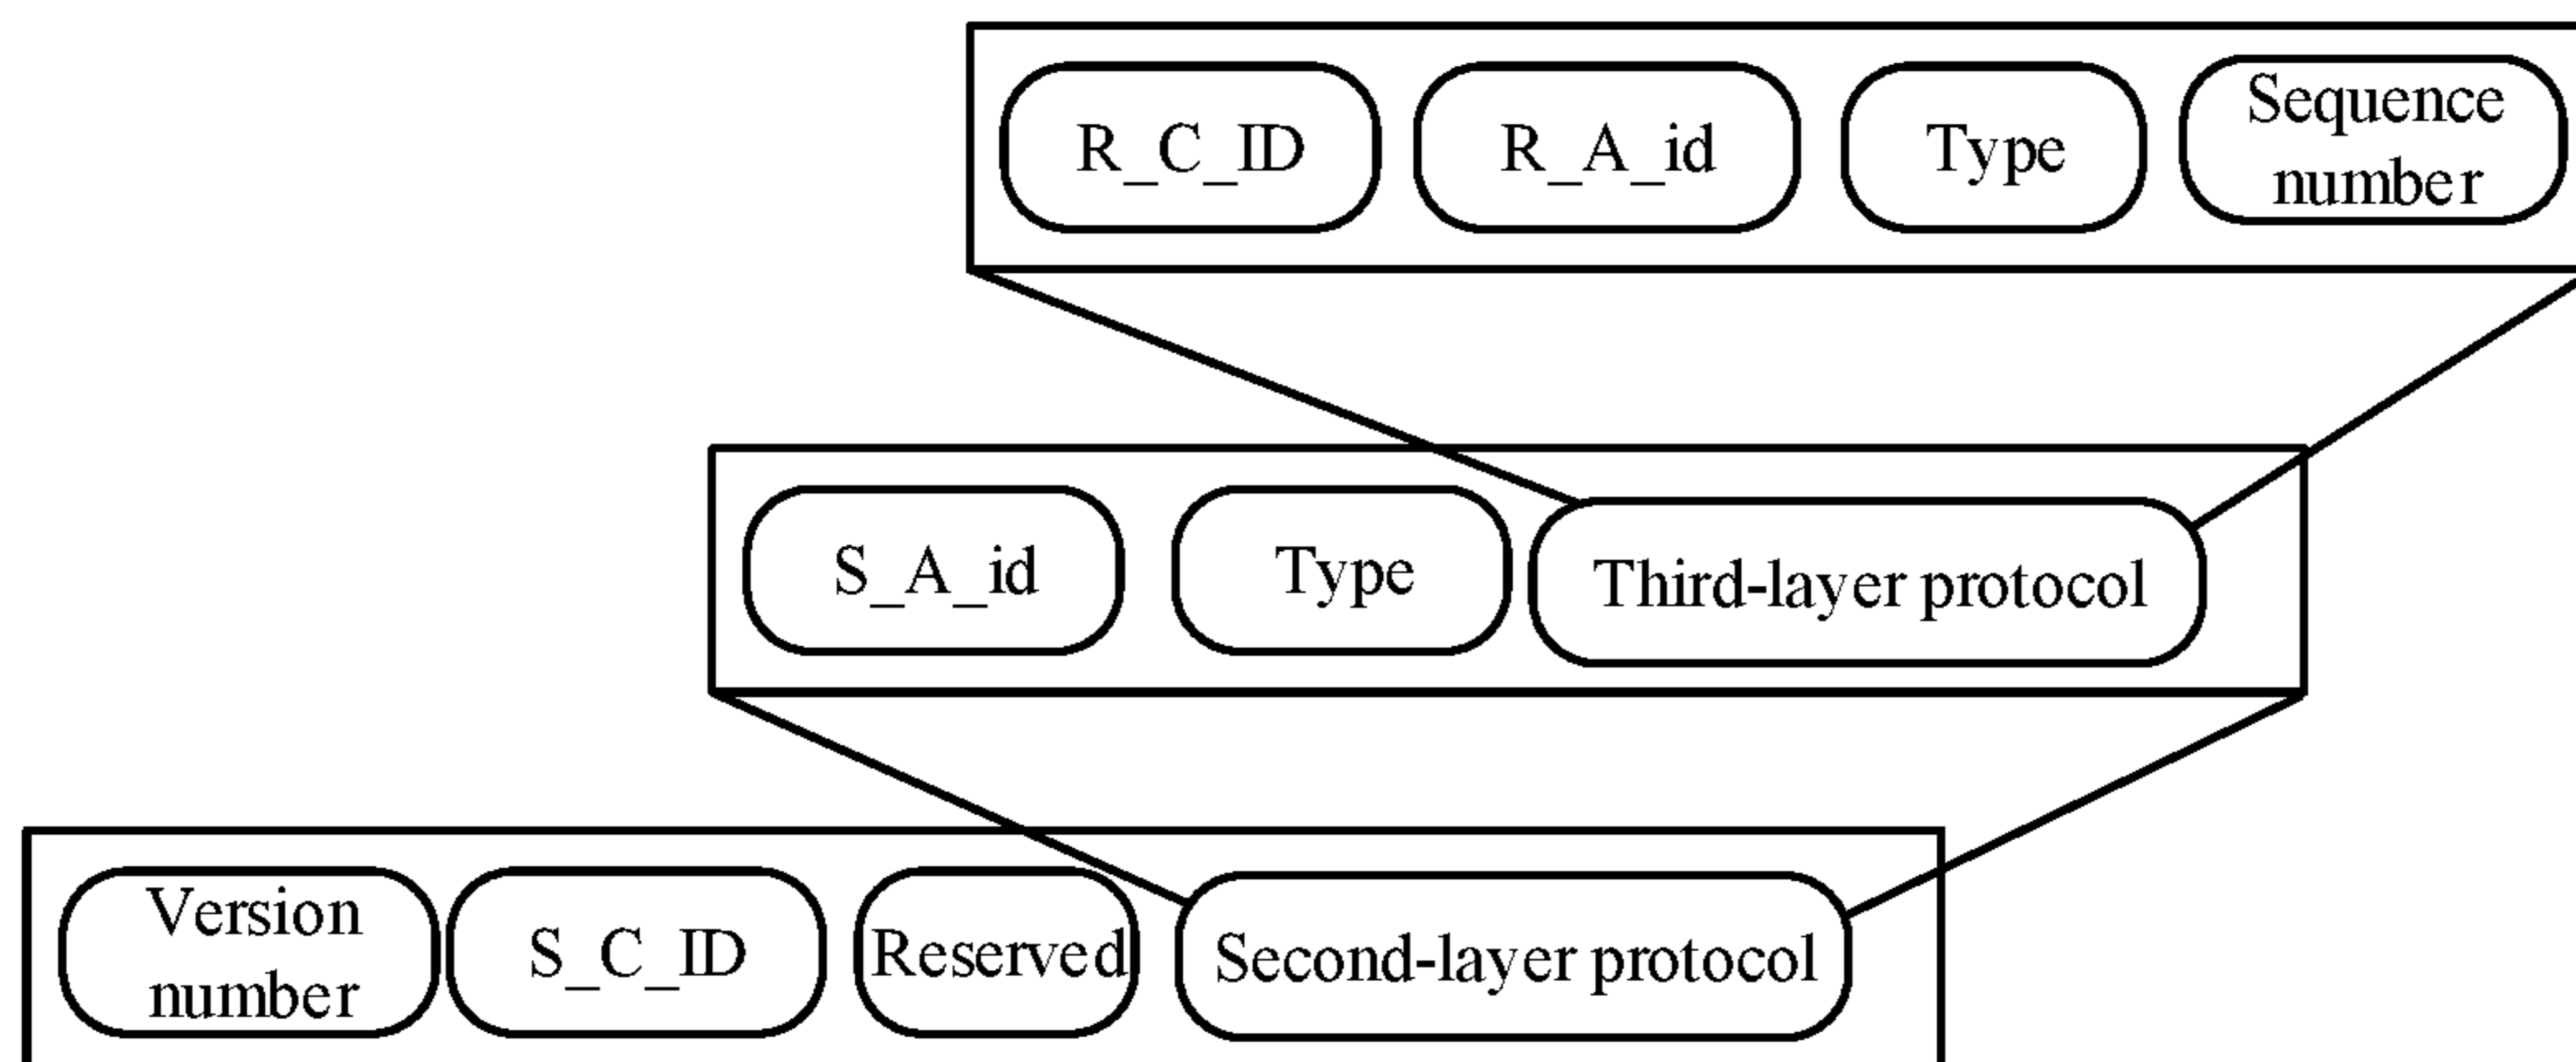 R_C_ID
R_A_id
Type
Sequence
number
S_A_id
Type
Third-layer protocol
Version
number
S_C_ID
Reserved
Second-layer protocol